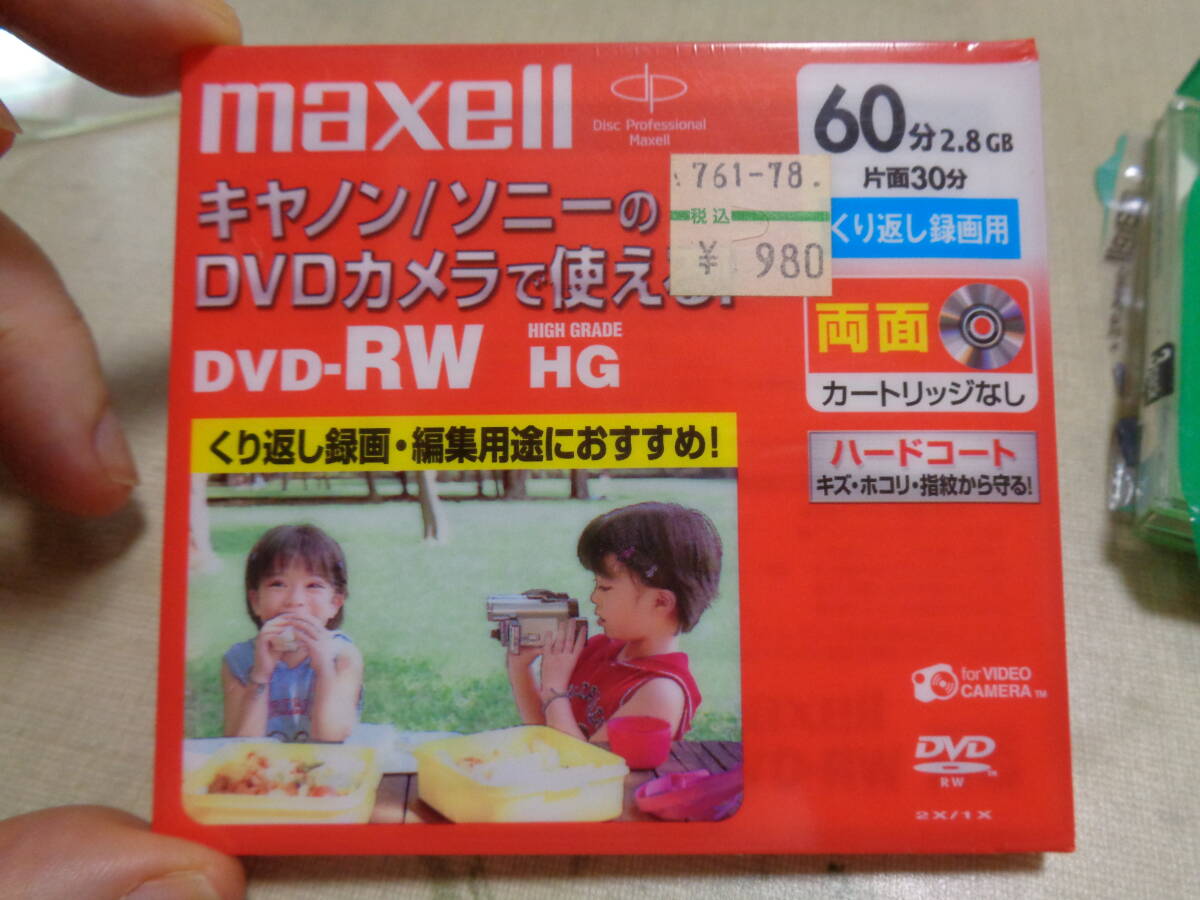 maxell
Disc Professional
Maxell
60分2.8GB
片面30分
くり返し録画用
761-78.
税込
¥ 980
キヤノン/ソニーの
DVDカメラで使える!
DVD-RW
HIGH GRADE
HG
両面
カートリッジなし
ハードコート
キズ・ホコリ・指紋から守る!
くり返し録画・編集用途におすすめ!
for VIDEO
CAMERA™
DVD
RW
2X/1X